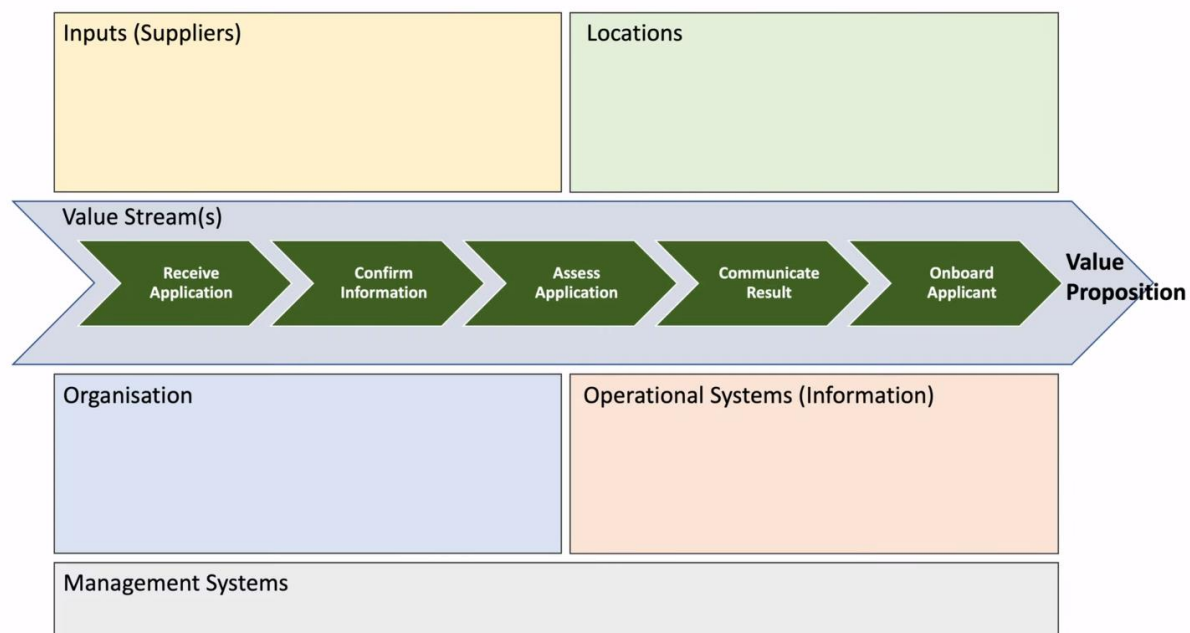 Inputs (Suppliers)
Locations
Value Stream(s)
Receive
Application
Confirm
Information
Assess
Application
Communicate
Result
Onboard
Applicant
Value
Proposition
Organisation
Operational Systems (Information)
Management Systems